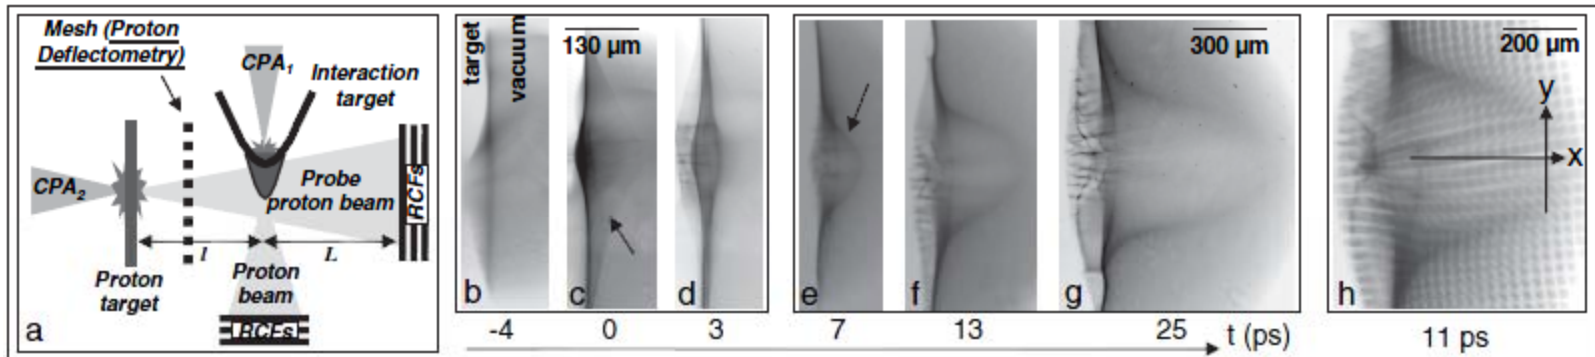 Mesh (Proton
Deflectometry)
CPA1
Interaction
target
CPA2
Probe
proton beam
RCFs
l
L
Proton
target
Proton
beam
RCFs
a
target
vacuum
b
130 µm
c
d
-4
0
3
e
f
300 µm
g
7
13
25
t (ps)
200 µm
y
x
h
11 ps